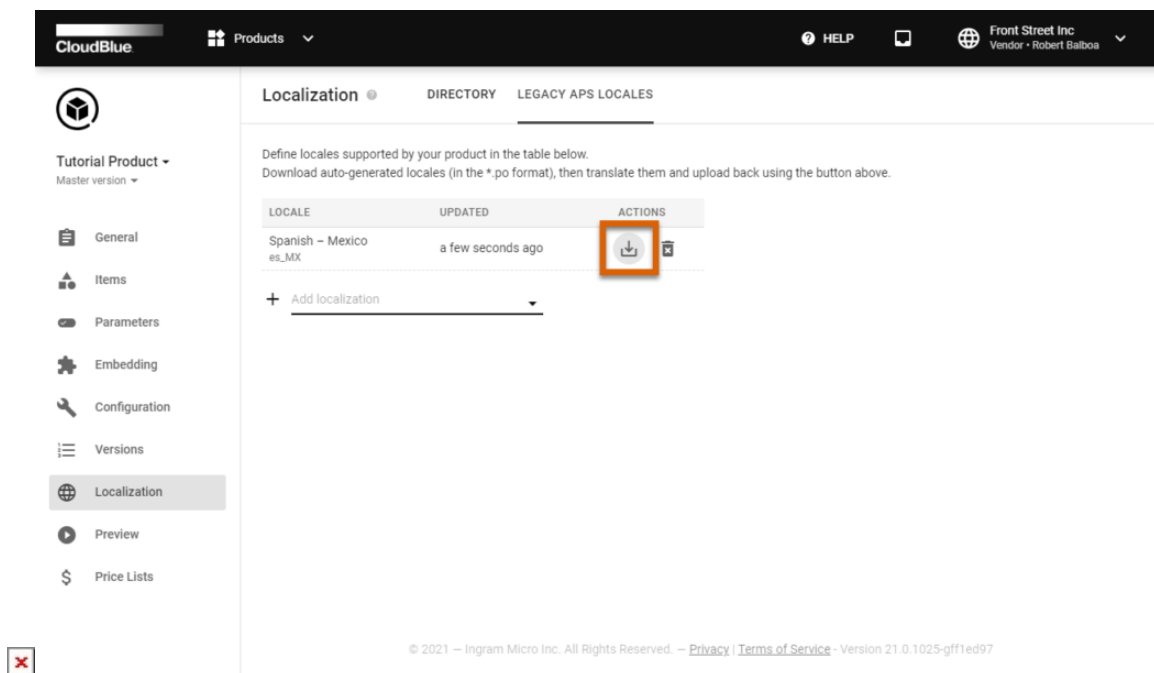 CloudBlue
Products
HELP
Front Street Inc
Vendor • Robert Balboa
Tutorial Product
Master version
General
Items
Parameters
Embedding
Configuration
Versions
Localization
Preview
Price Lists
Localization
DIRECTORY
LEGACY APS LOCALES
Define locales supported by your product in the table below.
Download auto-generated locales (in the *.po format), then translate them and upload back using the button above.
LOCALE UPDATED ACTIONS
Spanish – Mexico
es_MX
a few seconds ago
Add localization
© 2021 — Ingram Micro Inc. All Rights Reserved. — Privacy | Terms of Service - Version 21.0.1025-gff1ed97